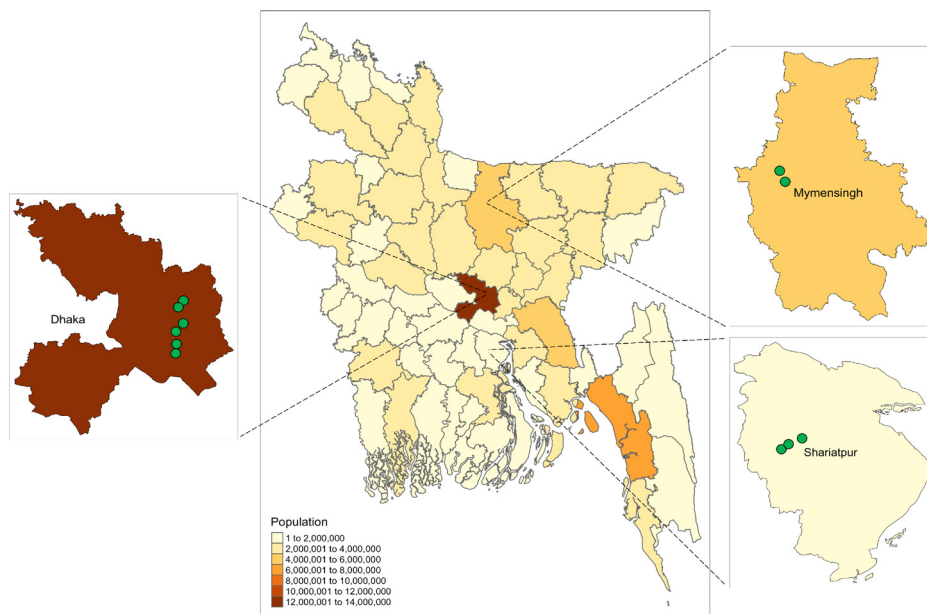 Dhaka
Mymensingh
Shariatpur
Population
1 to 2,000,000
2,000,001 to 4,000,000
4,000,001 to 6,000,000
6,000,001 to 8,000,000
8,000,001 to 10,000,000
10,000,001 to 12,000,000
12,000,001 to 14,000,000